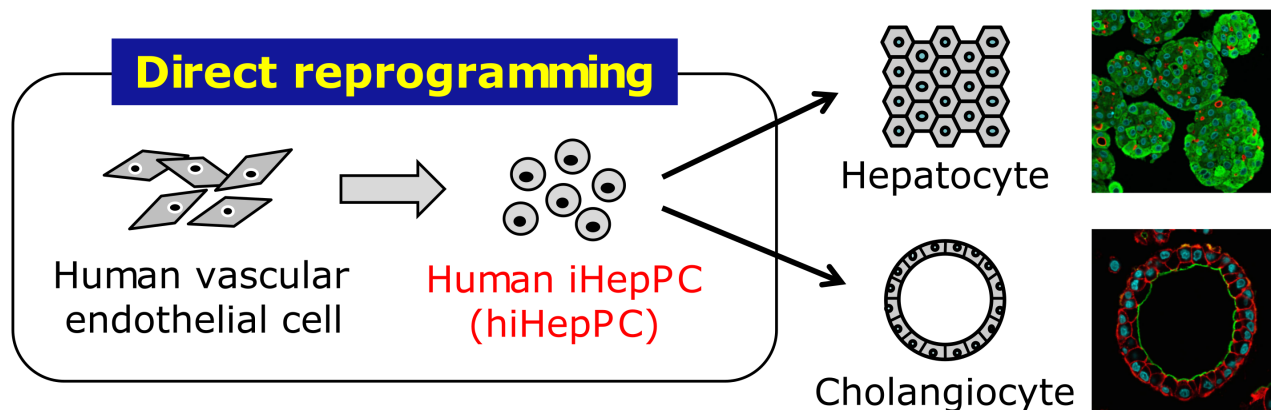 Direct reprogramming
Human vascular
endothelial cell
Human iHepPC
(hiHepPC)
Hepatocyte
Cholangiocyte